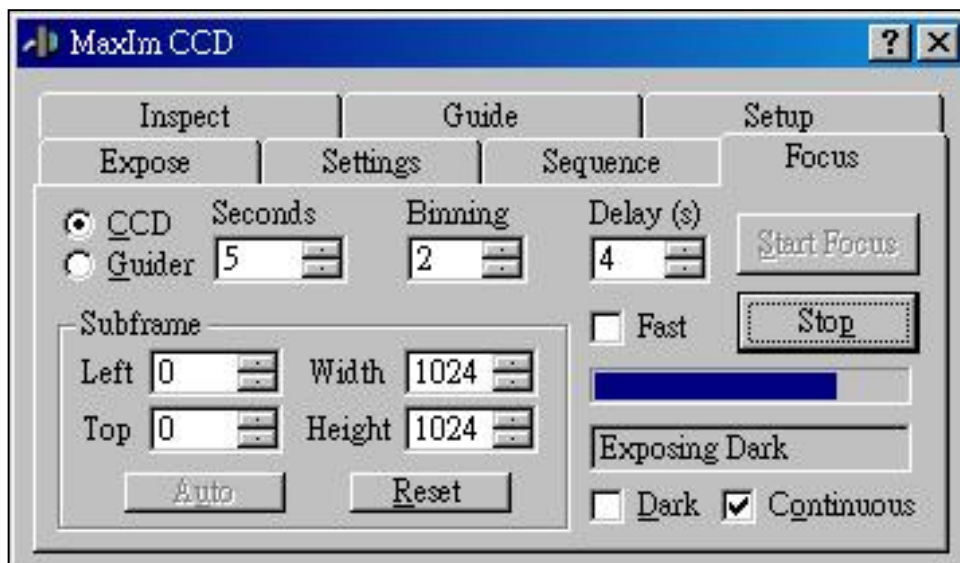 MaxIm CCD
Inspect Guide Setup
Expose Settings Sequence Focus
CCD Seconds Binning Delay (s)
Guider 5 2 4 Start Focus
Subframe Fast Stop
Left 0 Width 1024
Top 0 Height 1024
Exposing Dark
Auto Reset Dark Continuous